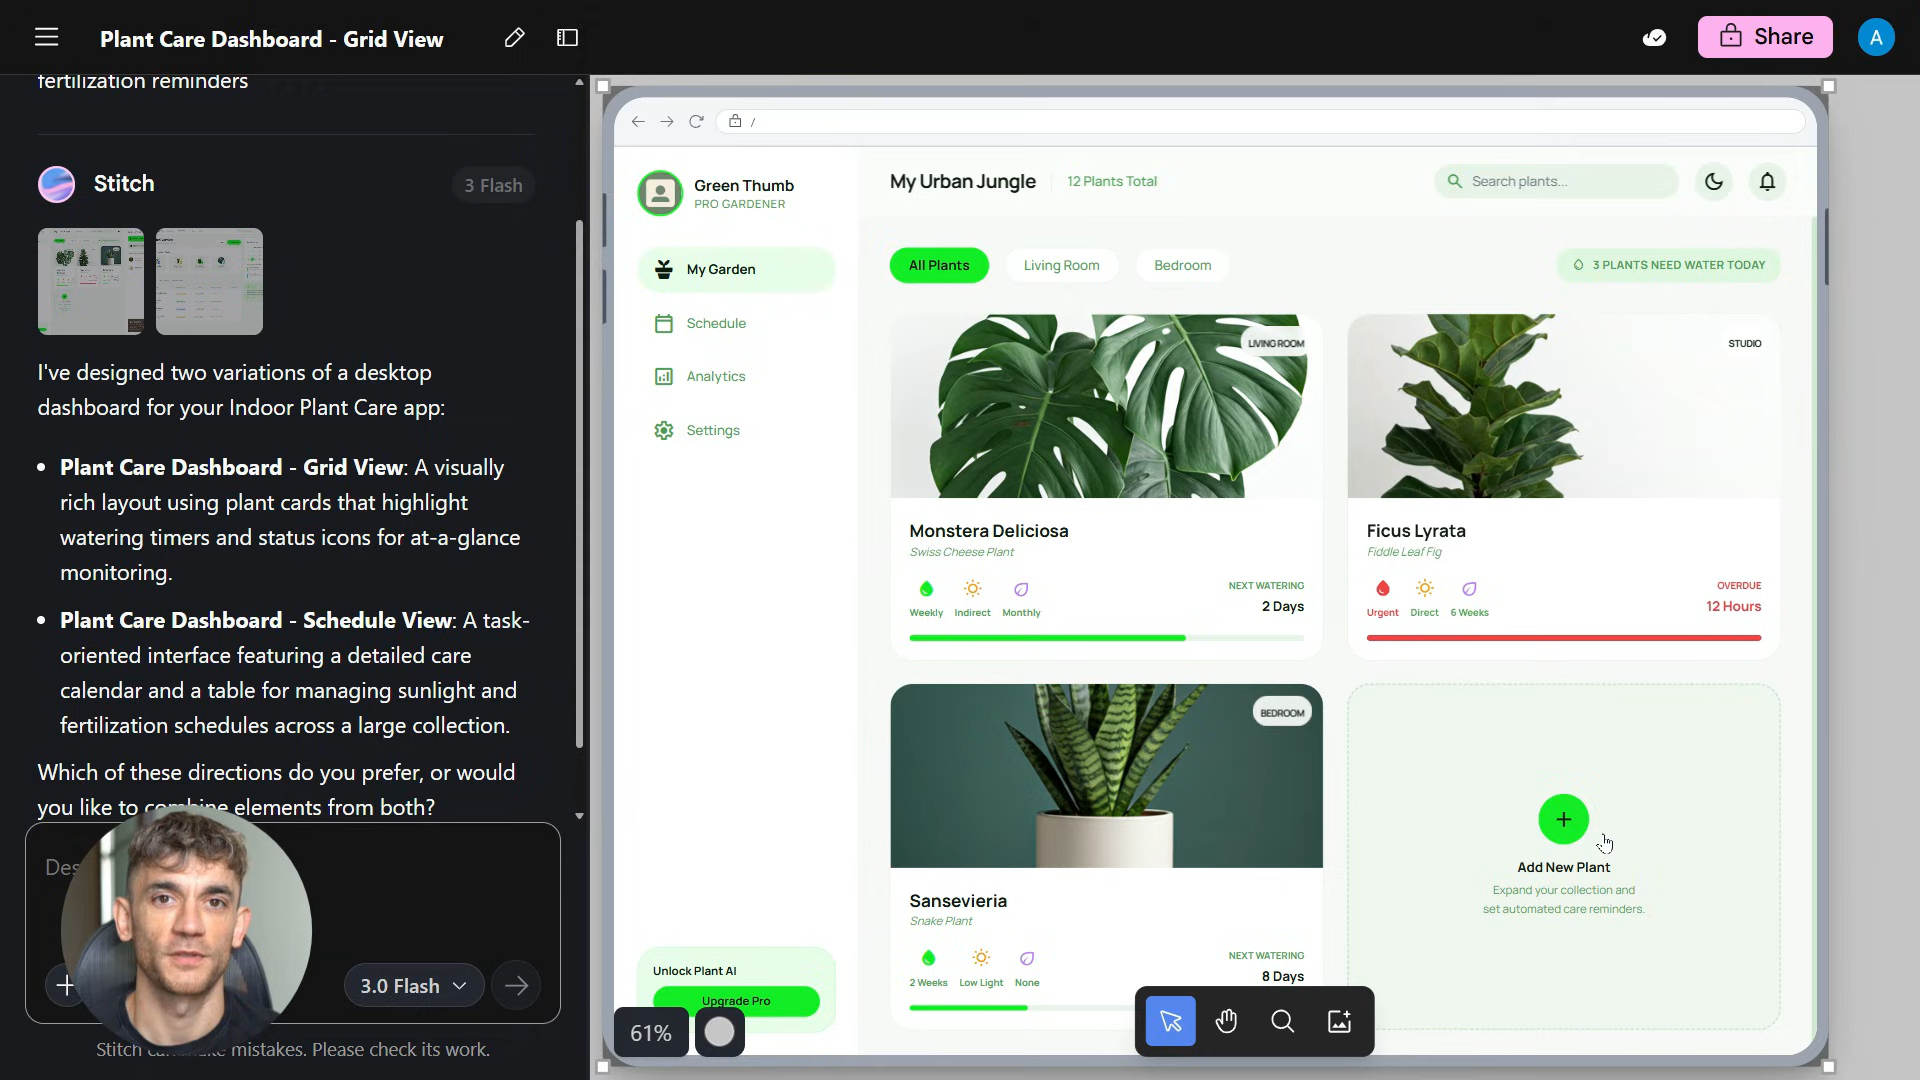 Plant Care Dashboard - Grid View
Share
A
fertilization reminders
Stitch
3 Flash
I've designed two variations of a desktop
dashboard for your Indoor Plant Care app:
• Plant Care Dashboard - Grid View: A visually
rich layout using plant cards that highlight
watering timers and status icons for at-a-glance
monitoring.
• Plant Care Dashboard - Schedule View: A task-
oriented interface featuring a detailed care
calendar and a table for managing sunlight and
fertilization schedules across a large collection.
Which of these directions do you prefer, or would
you like to combine elements from both?
3.0 Flash
Stitch mistakes. Please check its work.
/
Green Thumb
PRO GARDENER
My Garden
Schedule
Analytics
Settings
Unlock Plant AI
Upgrade Pro
61%
My Urban Jungle
12 Plants Total
Search plants...
All Plants
Living Room
Bedroom
3 PLANTS NEED WATER TODAY
LIVING ROOM
Monstera Deliciosa
Swiss Cheese Plant
Weekly
Indirect
Monthly
NEXT WATERING
2 Days
STUDIO
Ficus Lyrata
Fiddle Leaf Fig
Urgent
Direct
6 Weeks
OVERDUE
12 Hours
BEDROOM
Sansevieria
Snake Plant
2 Weeks
Low Light
None
NEXT WATERING
8 Days
Add New Plant
Expand your collection and
set automated care reminders.